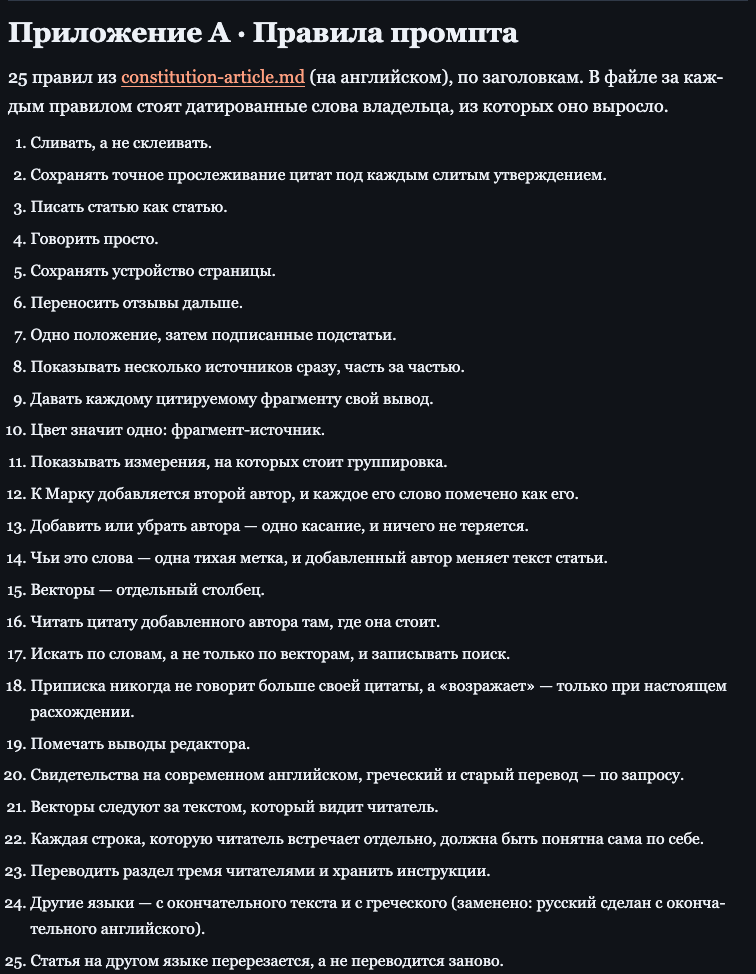 Приложение А · Правила промпта
25 правил из constitution-article.md (на английском), по заголовкам. В файле за каж-
дым правилом стоят датированные слова владельца, из которых оно выросло.
1. Сливать, а не склеивать.
2. Сохранять точное прослеживание цитат под каждым слитым утверждением.
3. Писать статью как статью.
4. Говорить просто.
5. Сохранять устройство страницы.
6. Переносить отзывы дальше.
7. Одно положение, затем подписанные подстатьи.
8. Показывать несколько источников сразу, часть за частью.
9. Давать каждому цитируемому фрагменту свой вывод.
10. Цвет значит одно: фрагмент-источник.
11. Показывать измерения, на которых стоит группировка.
12. К Марку добавляется второй автор, и каждое его слово помечено как его.
13. Добавить или убрать автора — одно касание, и ничего не теряется.
14. Чьи это слова — одна тихая метка, и добавленный автор меняет текст статьи.
15. Векторы — отдельный столбец.
16. Читать цитату добавленного автора там, где она стоит.
17. Искать по словам, а не только по векторам, и записывать поиск.
18. Приписка никогда не говорит больше своей цитаты, а «возражает» — только при настоящем
расхождении.
19. Помечать выводы редактора.
20. Свидетельства на современном английском, греческий и старый перевод — по запросу.
21. Векторы следуют за текстом, который видит читатель.
22. Каждая строка, которую читатель встречает отдельно, должна быть понятна сама по себе.
23. Переводить раздел тремя читателями и хранить инструкции.
24. Другие языки — с окончательного текста и с греческого (заменено: русский сделан с оконча-
тельного английского).
25. Статья на другом языке перерезается, а не переводится заново.